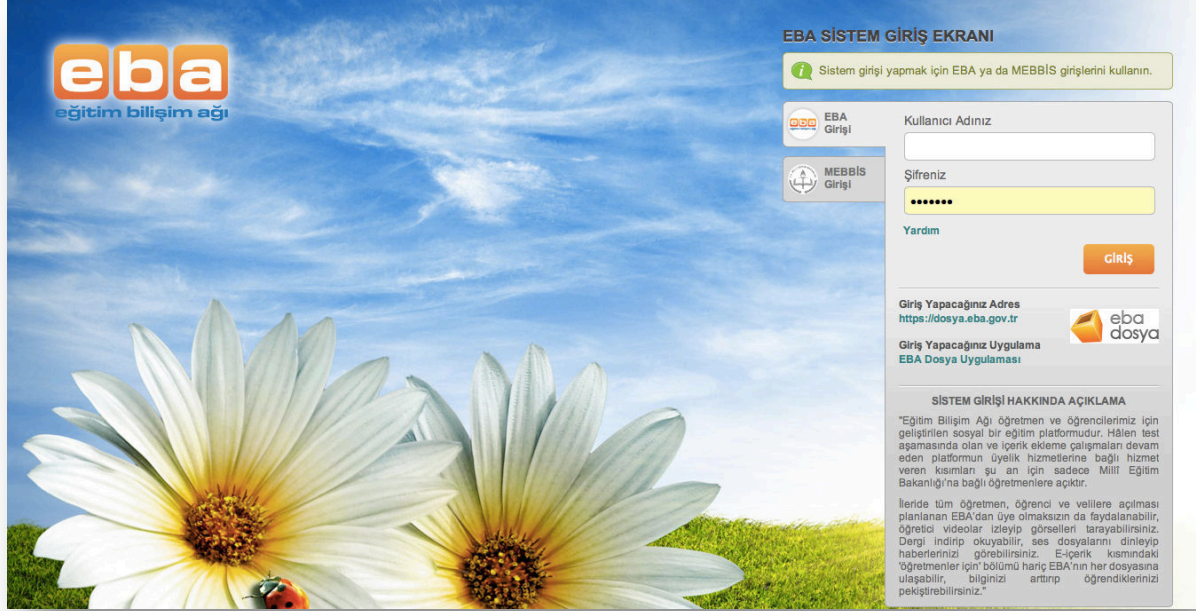 eba
eğitim bilişim ağı
EBA SİSTEM GİRİŞ EKRANI
Sistem girişi yapmak için EBA ya da MEBBİS girişlerini kullanın.
EBA
Girişi
MEBBİS
Girişi
Kullanıcı Adınız
Şifreniz
•••••••
Yardım
GİRİŞ
Giriş Yapacağınız Adres
https://dosya.eba.gov.tr
Giriş Yapacağınız Uygulama
EBA Dosya Uygulaması
eba
dosya
SİSTEM GİRİŞİ HAKKINDA AÇIKLAMA
"Eğitim Bilişim Ağı öğretmen ve öğrencilerimiz için
geliştirilen sosyal bir eğitim platformudur. Hâlen test
aşamasında olan ve içerik ekleme çalışmaları devam
eden platformun üyelik hizmetlerine bağlı hizmet
veren kısımları şu an için sadece Millî Eğitim
Bakanlığı'na bağlı öğretmenlere açıktır.
İleride tüm öğretmen, öğrenci ve velilere açılması
planlanan EBA'dan üye olmaksızın da faydalanabilir,
öğretici videolar izleyip görselleri tarayabilirsiniz.
Dergi indirip okuyabilir, ses dosyalarını dinleyip
haberlerinizi görebilirsiniz. E-içerik kısmındaki
'öğretmenler için' bölümü hariç EBA'nın her dosyasına
ulaşabilir, bilginizi arttırıp öğrendiklerinizi
pekiştirebilirsiniz."